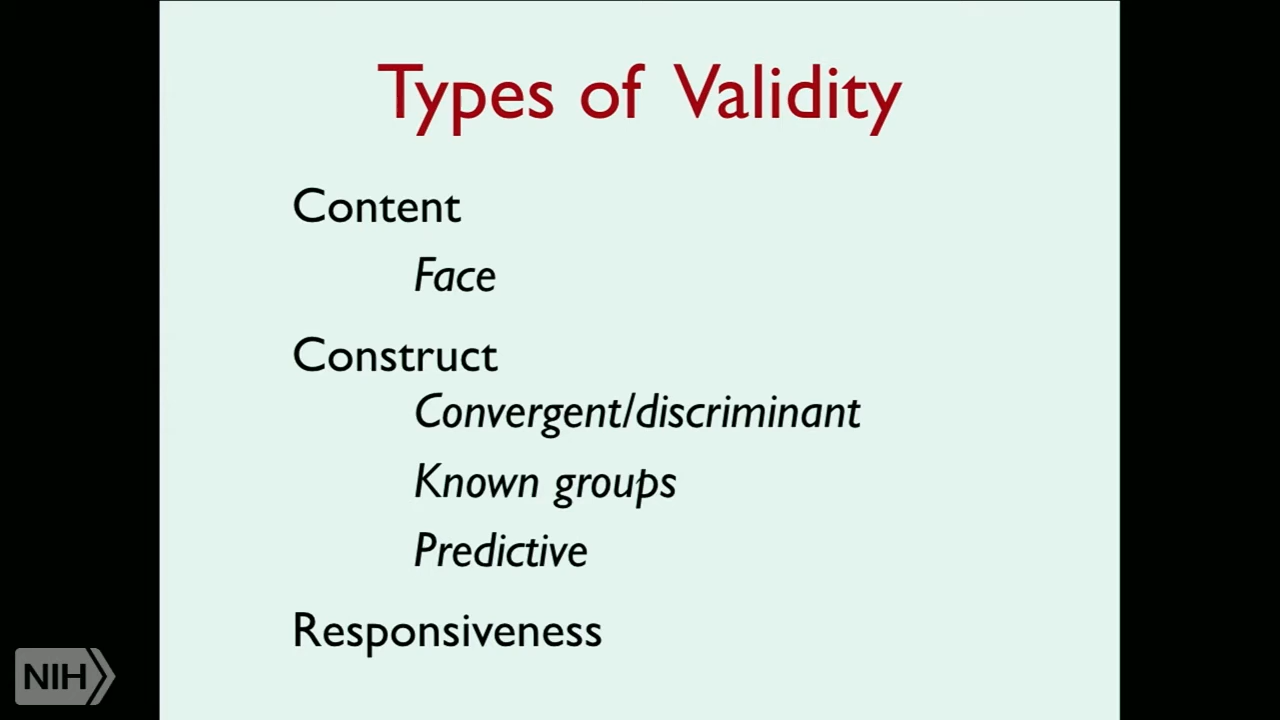 Types of Validity
Content
Face
Construct
Convergent/discriminant
Known groups
Predictive
Responsiveness
NIH